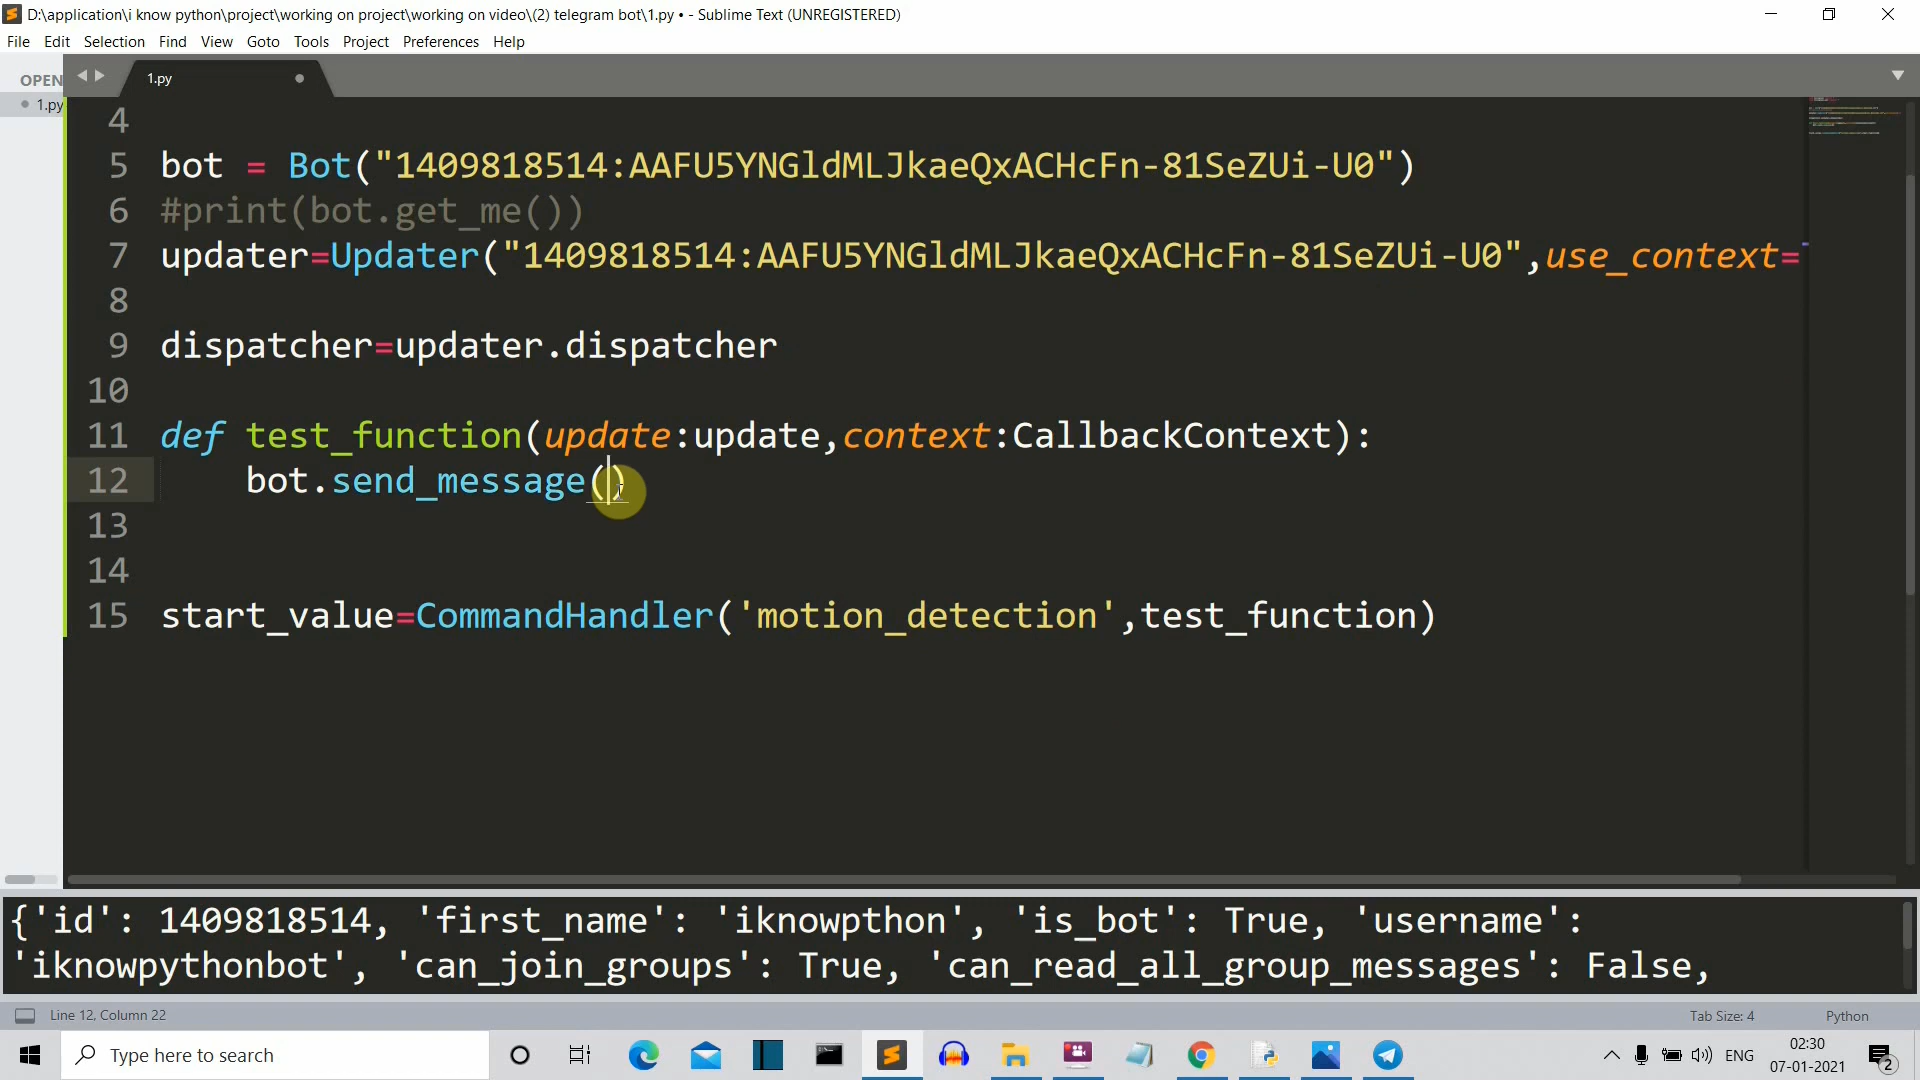 D:\application\i know python\project\working on project\working on video\(2) telegram bot\1.py • - Sublime Text (UNREGISTERED)
File Edit Selection Find View Goto Tools Project Preferences Help
OPEN
1.py
1.py
4
5 bot = Bot("1409818514:AAFU5YNGldMLJkaeQxACHcFn-81SeZUi-U0")
6 #print(bot.get_me())
7 updater=Updater("1409818514:AAFU5YNGldMLJkaeQxACHcFn-81SeZUi-U0",use_context=
8
9 dispatcher=updater.dispatcher
10
11 def test_function(update:update,context:CallbackContext):
12 bot.send_message()
13
14
15 start_value=CommandHandler('motion_detection',test_function)
{'id': 1409818514, 'first_name': 'iknowpthon', 'is_bot': True, 'username':
'iknowpythonbot', 'can_join_groups': True, 'can_read_all_group_messages': False,
Line 12, Column 22 Tab Size: 4 Python
Type here to search
ENG
02:30
07-01-2021
2